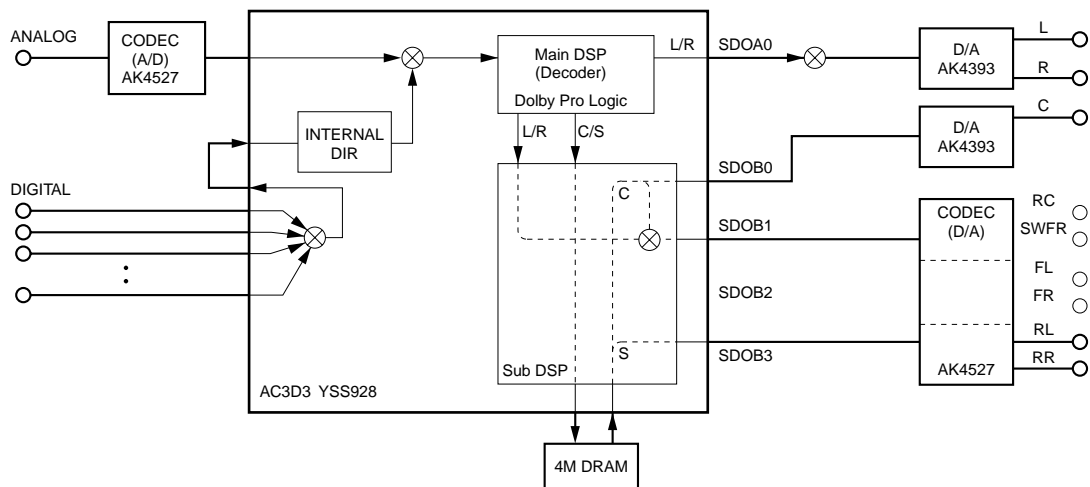 ANALOG
CODEC
(A/D)
AK4527
Main DSP
(Decoder)
Dolby Pro Logic
L/R
SDOA0
D/A
AK4393
L
R
INTERNAL
DIR
L/R
C/S
D/A
AK4393
C
SDOB0
DIGITAL
C
SDOB1
CODEC
(D/A)
RC
SWFR
SDOB2
FL
FR
S
SDOB3
RL
RR
AK4527
Sub DSP
AC3D3 YSS928
4M DRAM